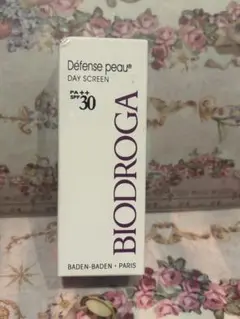 Défense peau®
DAY SCREEN
PA++
SPF 30
BIODROGA
BADEN-BADEN · PARIS